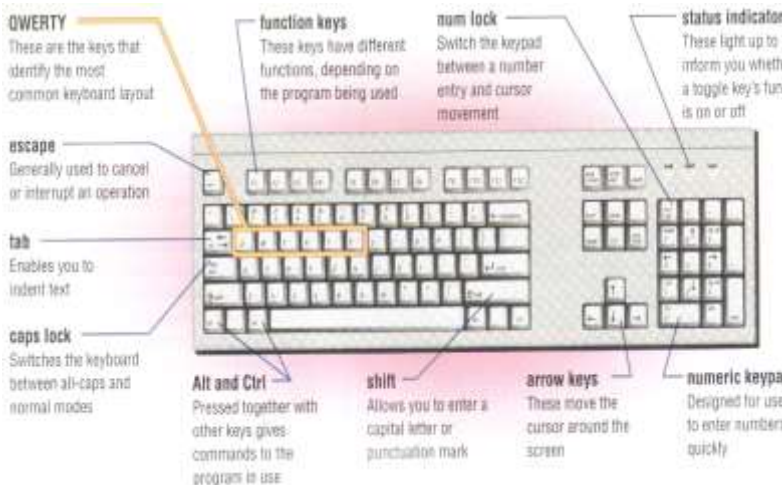 QWERTY
These are the keys that
identify the most
common keyboard layout
function keys
These keys have different
functions, depending on
the program being used
num lock
Switch the keypad
between a number
entry and cursor
movement
status indicator
These light up to
inform you wheth
a toggle key's fun
is on or off
escape
Generally used to cancel
or interrupt an operation
tab
Enables you to
indent text
caps lock
Switches the keyboard
between all-caps and
normal modes
Alt and Ctrl
Pressed together with
other keys gives
commands to the
program in use
shift
Allows you to enter a
capital letter or
punctuation mark
arrow keys
These move the
cursor around the
screen
numeric keypa
Designed for use
to enter numbers
quickly